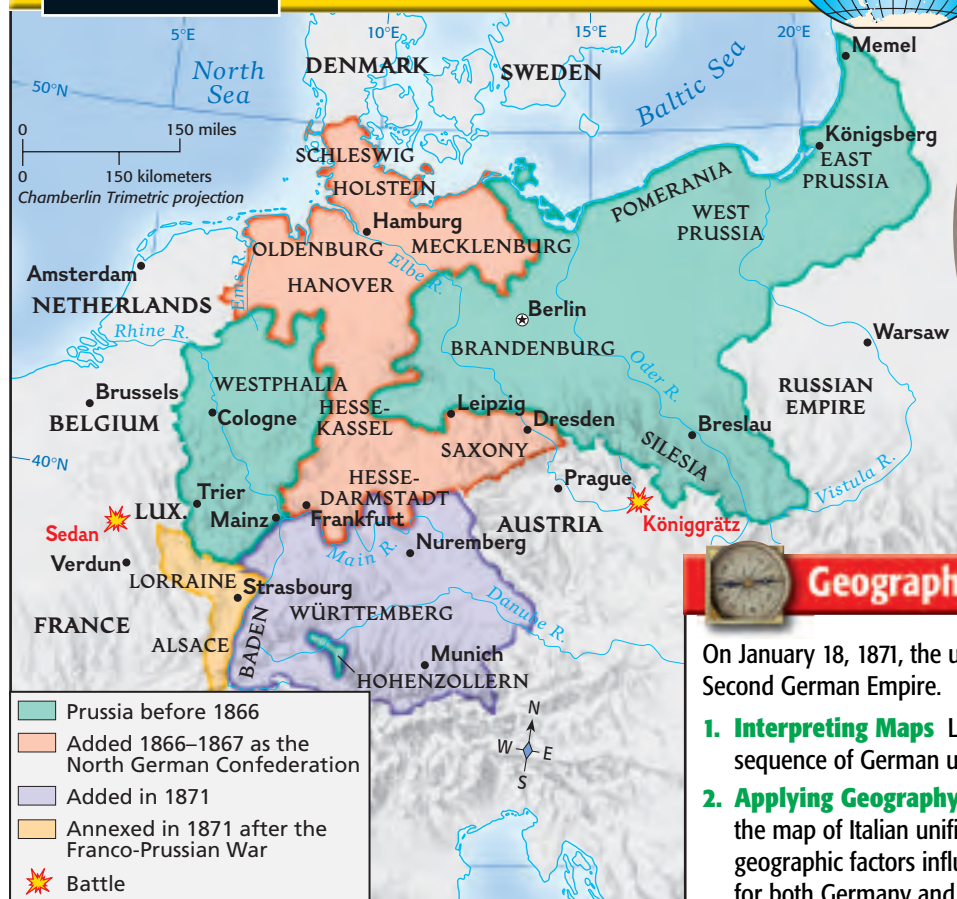 5°E
10°E
15°E
20°E
50°N
40°N
North
Sea
DENMARK
SWEDEN
Baltic Sea
Memel
0 150 miles
0 150 kilometers
Chamberlin Trimetric projection
SCHLESWIG
HOLSTEIN
Königsberg
EAST
PRUSSIA
POMERANIA
WEST
PRUSSIA
Hamburg
OLDENBURG
MECKLENBURG
Elbe R.
Ems R.
HANOVER
Amsterdam
NETHERLANDS
Rhine R.
Berlin
BRANDENBURG
Oder R.
Warsaw
RUSSIAN
EMPIRE
Brussels
BELGIUM
WESTPHALIA
Cologne
HESSE-
KASSEL
Leipzig
Dresden
SAXONY
Breslau
SILESIA
Vistula R.
HESSE-
DARMSTADT
Prague
Königgrätz
AUSTRIA
Trier
LUX.
Mainz
Frankfurt
Sedan
Main R.
Nuremberg
Verdun
LORRAINE
Strasbourg
WÜRTTEMBERG
Danube R.
FRANCE
ALSACE
BADEN
Munich
HOHENZOLLERN
N
W E
S
Prussia before 1866
Added 1866–1867 as the
North German Confederation
Added in 1871
Annexed in 1871 after the
Franco-Prussian War
Battle
Geograph
On January 18, 1871, the u
Second German Empire.
1. Interpreting Maps L
sequence of German u
2. Applying Geography
the map of Italian unifi
geographic factors influ
for both Germany and